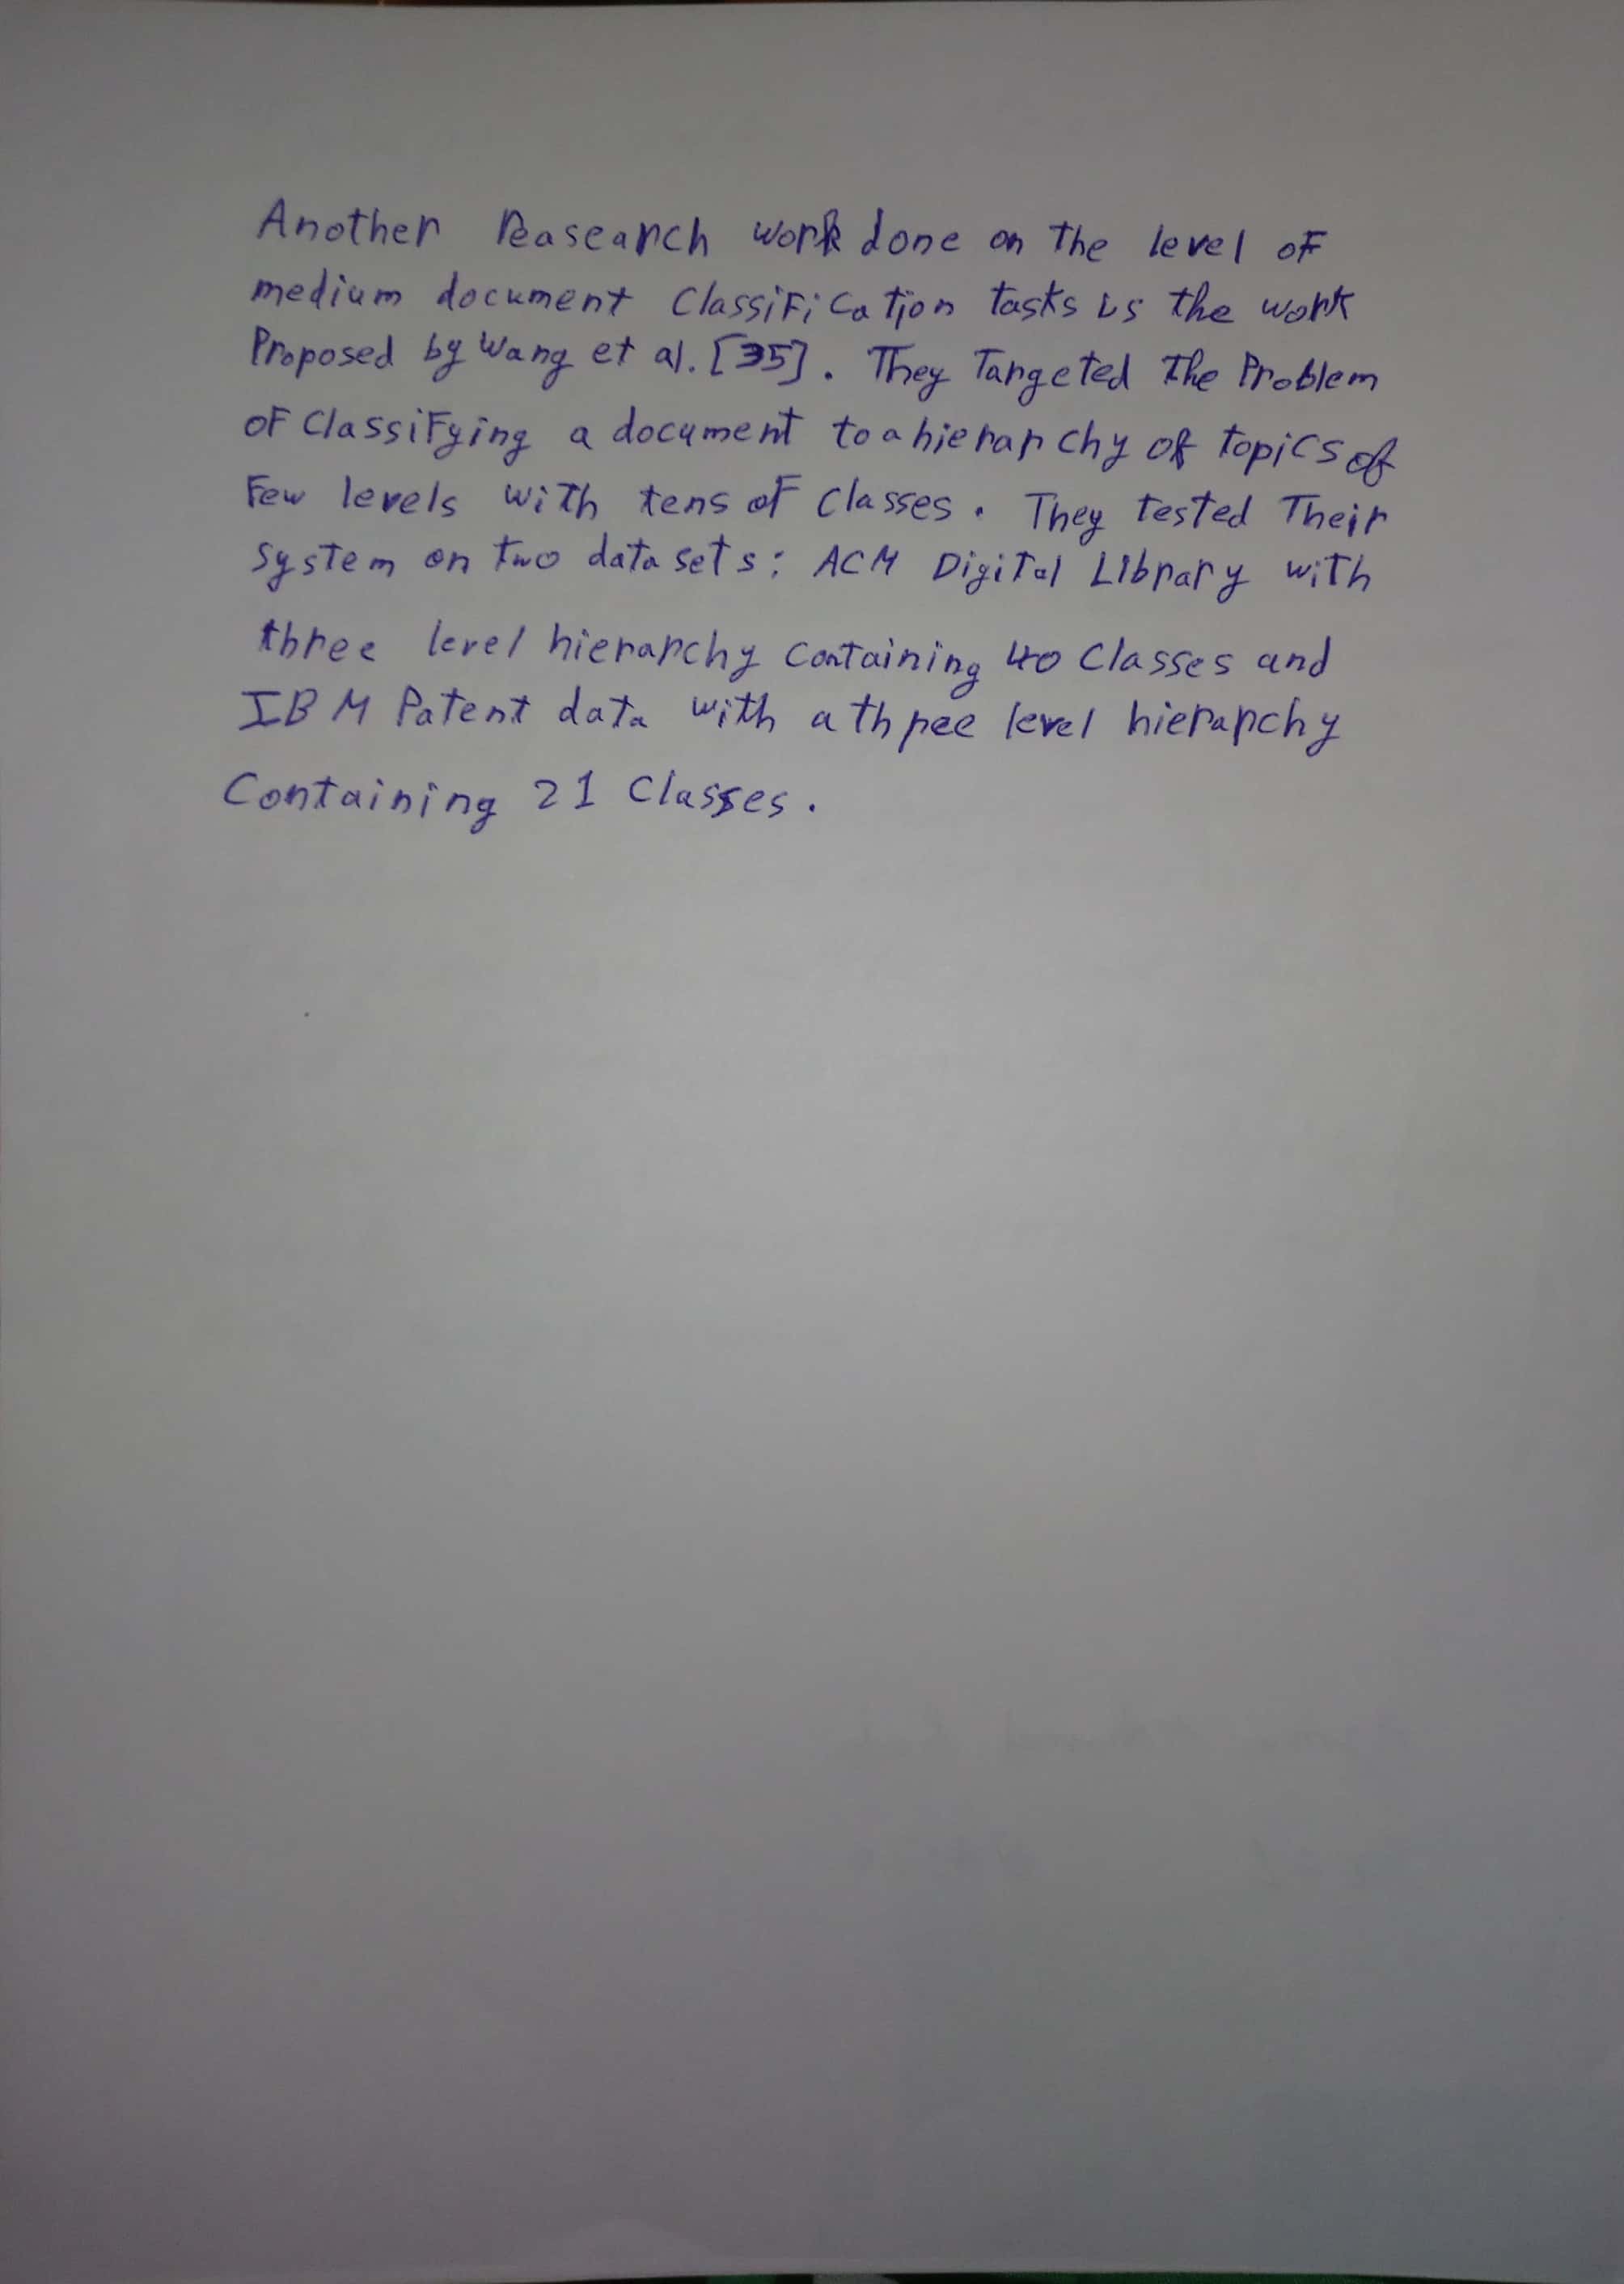 Another Reasearch work done on The level of
medium document Classification tasks is the work
Proposed by Wang et al. [35]. They Targeted The Problem
of Classifying a document to a hierarchy of topics of
Few levels with tens of Classes. They tested Their
system on two data sets: ACM Digital Library with
three level hierarchy containing 40 Classes and
IBM Patent data with a three level hierarchy
Containing 21 Classes.